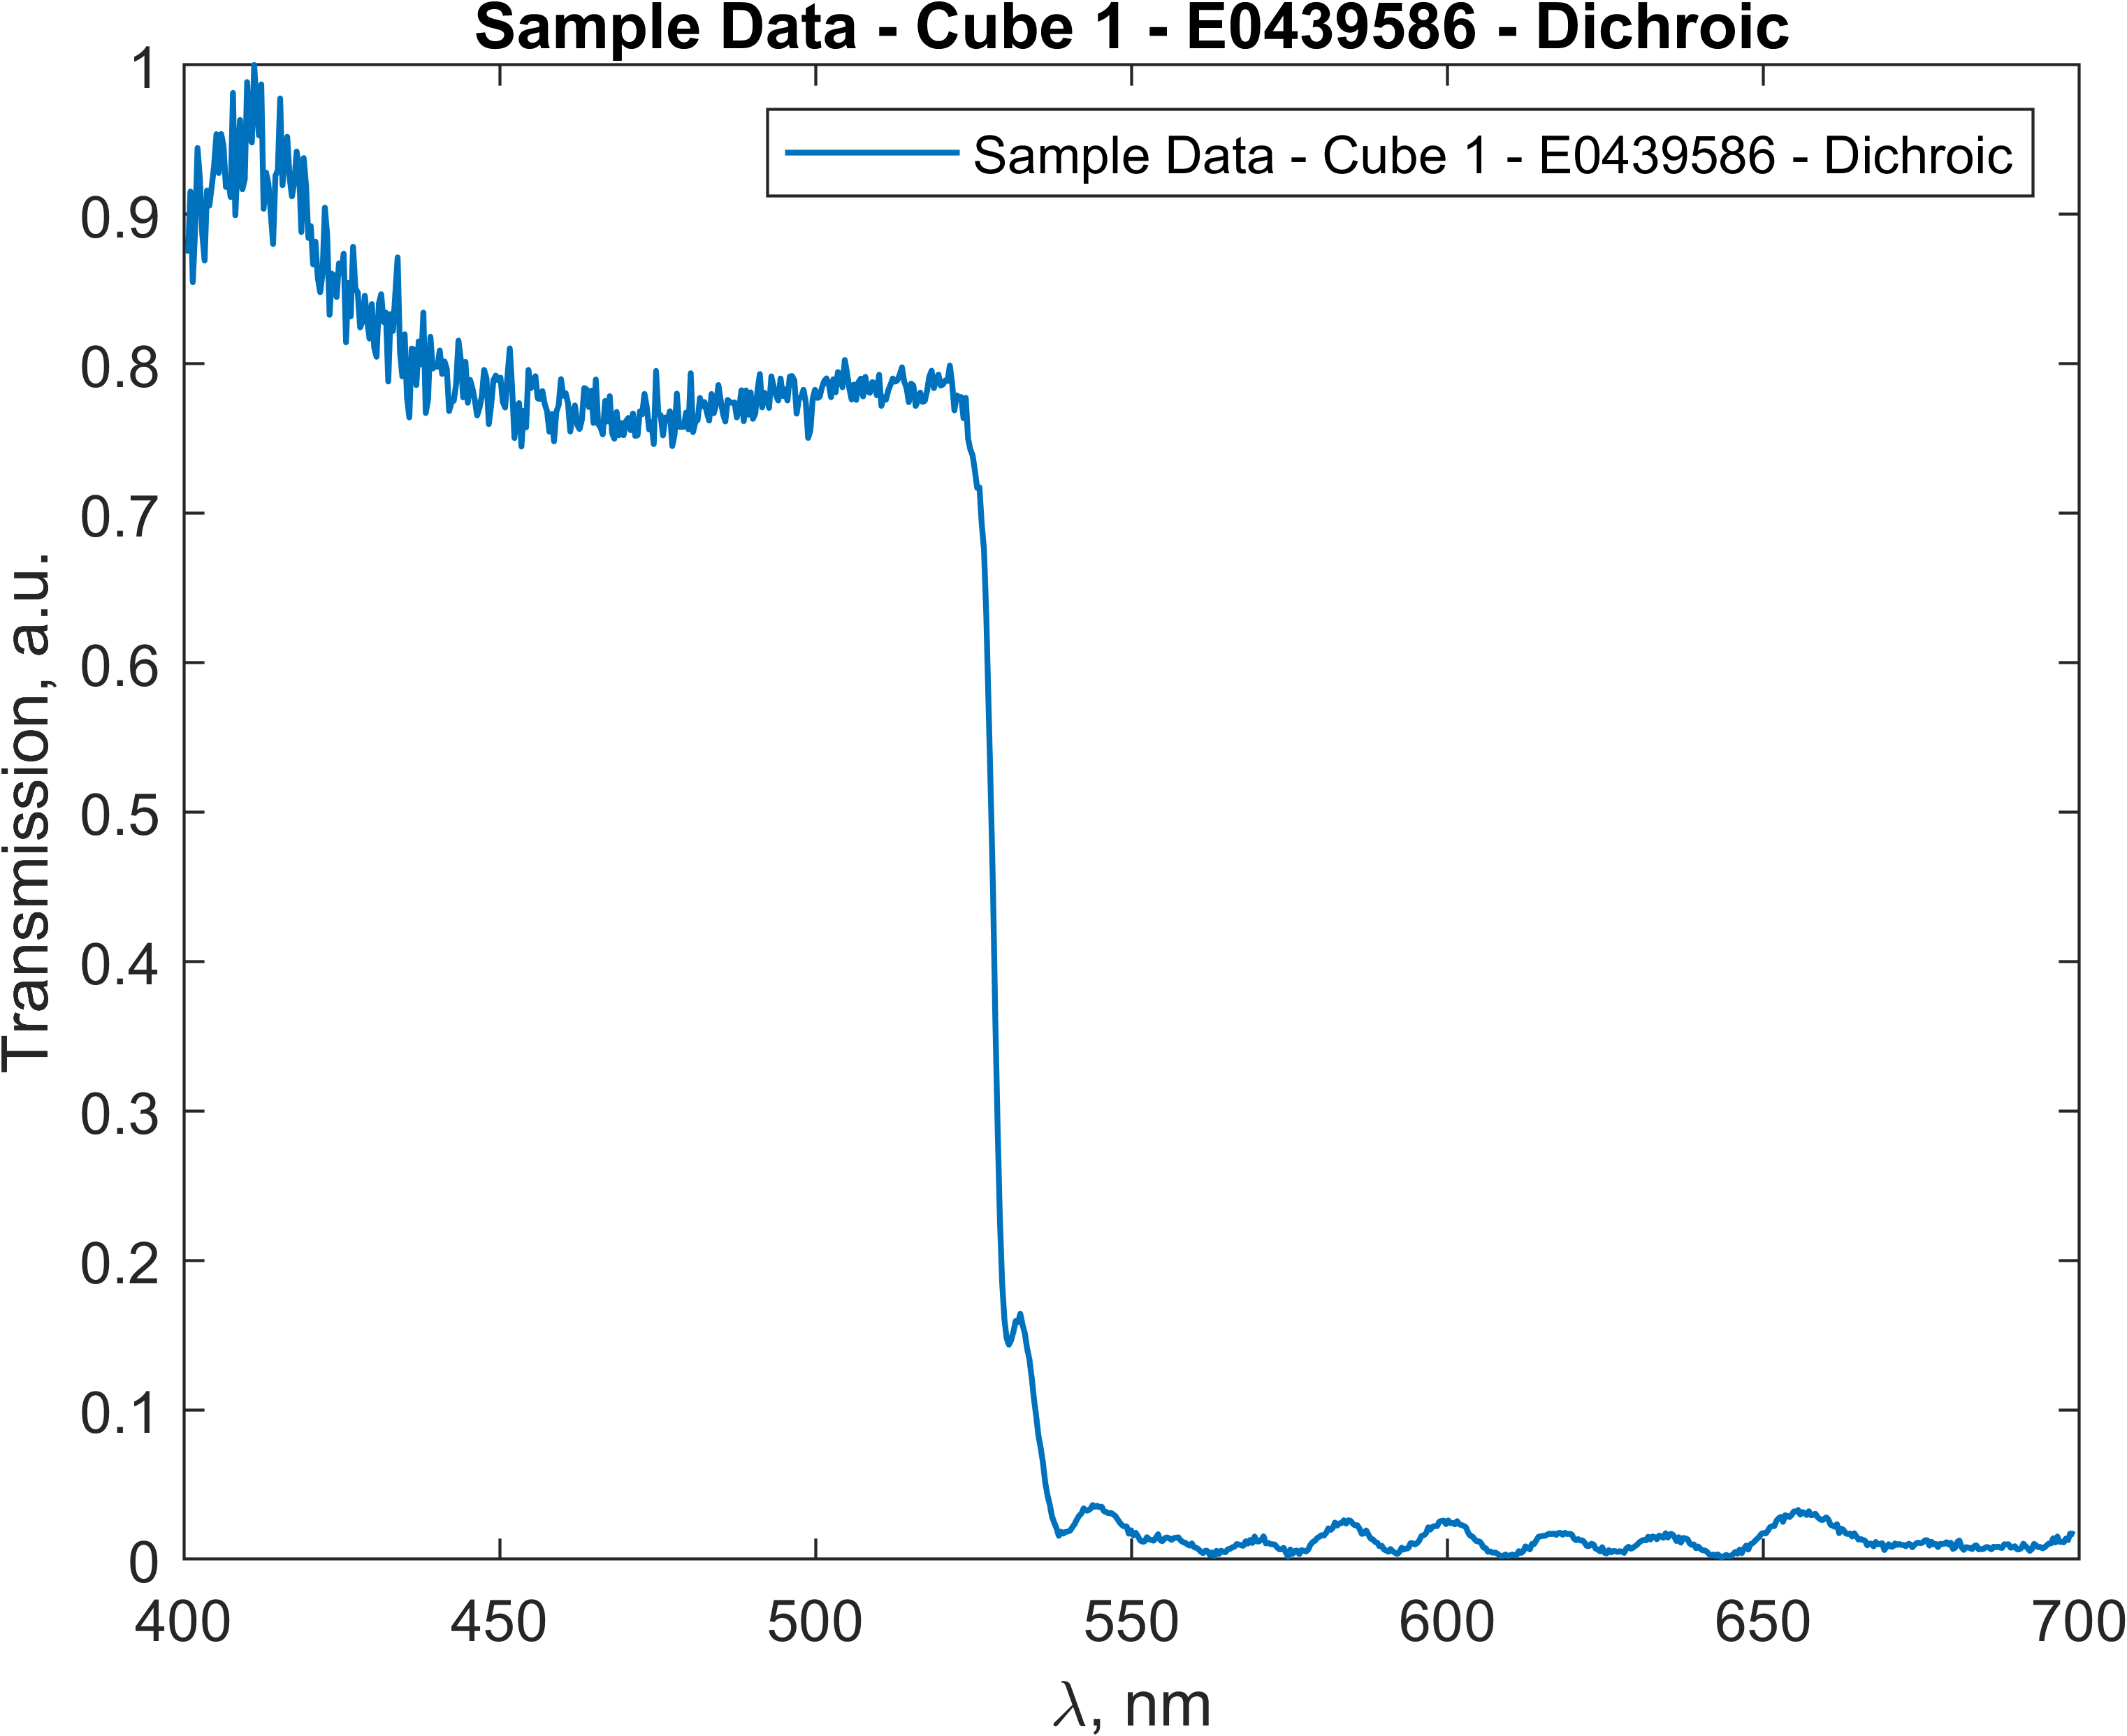 Sample Data - Cube 1 - E0439586 - Dichroic
Sample Data - Cube 1 - E0439586 - Dichroic
Transmission, a.u.
1
0.9
0.8
0.7
0.6
0.5
0.4
0.3
0.2
0.1
0
400 450 500 550 600 650 700
λ, nm